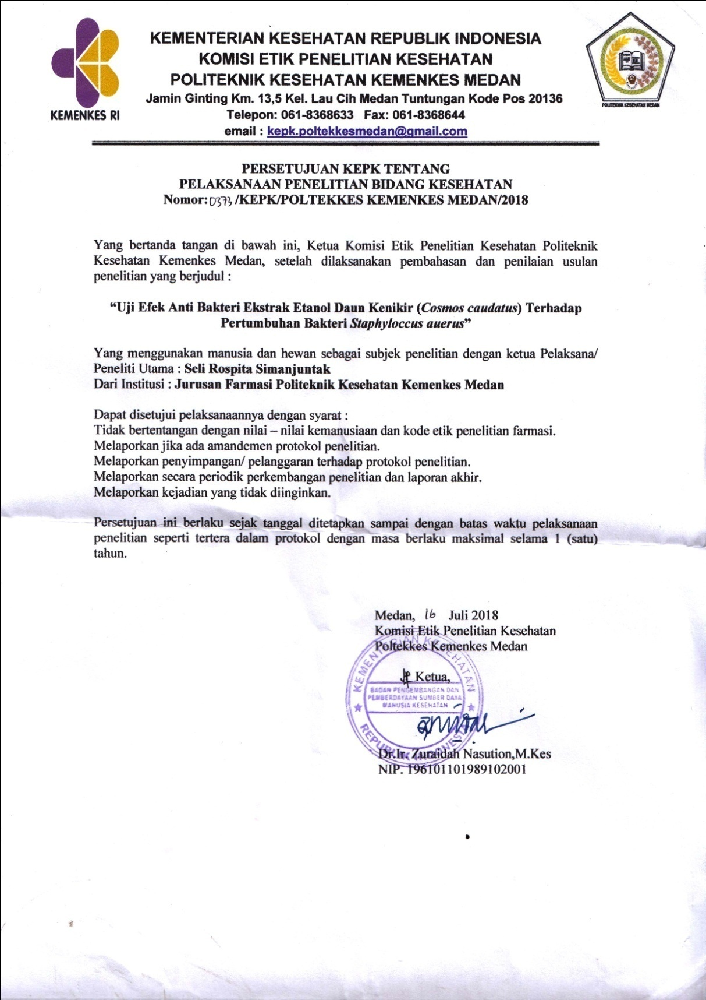 KEMENTERIAN KESEHATAN REPUBLIK INDONESIA
KOMISI ETIK PENELITIAN KESEHATAN
POLITEKNIK KESEHATAN KEMENKES MEDAN
Jamin Ginting Km. 13,5 Kel. Lau Cih Medan Tuntungan Kode Pos 20136
Telepon: 061-8368633 Fax: 061-8368644
email : kepk.poltekkesmedan@gmail.com
KEMENKES RI
POLITEKNIK KESEHATAN MEDAN
PERSETUJUAN KEPK TENTANG
PELAKSANAAN PENELITIAN BIDANG KESEHATAN
Nomor: 0373 /KEPK/POLTEKKES KEMENKES MEDAN/2018
Yang bertanda tangan di bawah ini, Ketua Komisi Etik Penelitian Kesehatan Politeknik
Kesehatan Kemenkes Medan, setelah dilaksanakan pembahasan dan penilaian usulan
penelitian yang berjudul :
“Uji Efek Anti Bakteri Ekstrak Etanol Daun Kenikir (Cosmos caudatus) Terhadap
Pertumbuhan Bakteri Staphyloccus auerus”
Yang menggunakan manusia dan hewan sebagai subjek penelitian dengan ketua Pelaksana/
Peneliti Utama : Seli Rospita Simanjuntak
Dari Institusi : Jurusan Farmasi Politeknik Kesehatan Kemenkes Medan
Dapat disetujui pelaksanaannya dengan syarat :
Tidak bertentangan dengan nilai – nilai kemanusiaan dan kode etik penelitian farmasi.
Melaporkan jika ada amandemen protokol penelitian.
Melaporkan penyimpangan/ pelanggaran terhadap protokol penelitian.
Melaporkan secara periodik perkembangan penelitian dan laporan akhir.
Melaporkan kejadian yang tidak diinginkan.
Persetujuan ini berlaku sejak tanggal ditetapkan sampai dengan batas waktu pelaksanaan
penelitian seperti tertera dalam protokol dengan masa berlaku maksimal selama 1 (satu)
tahun.
Medan, 16 Juli 2018
Komisi Etik Penelitian Kesehatan
Poltekkes Kemenkes Medan
Ketua,
KEMENTERIAN KESEHATAN
BADAN PENGEMBANGAN DAN
PEMBERDAYAAN SUMBER DAYA
MANUSIA KESEHATAN
REPUBLIK INDONESIA
Dr.Ir. Zuraidah Nasution,M.Kes
NIP. 196101101989102001